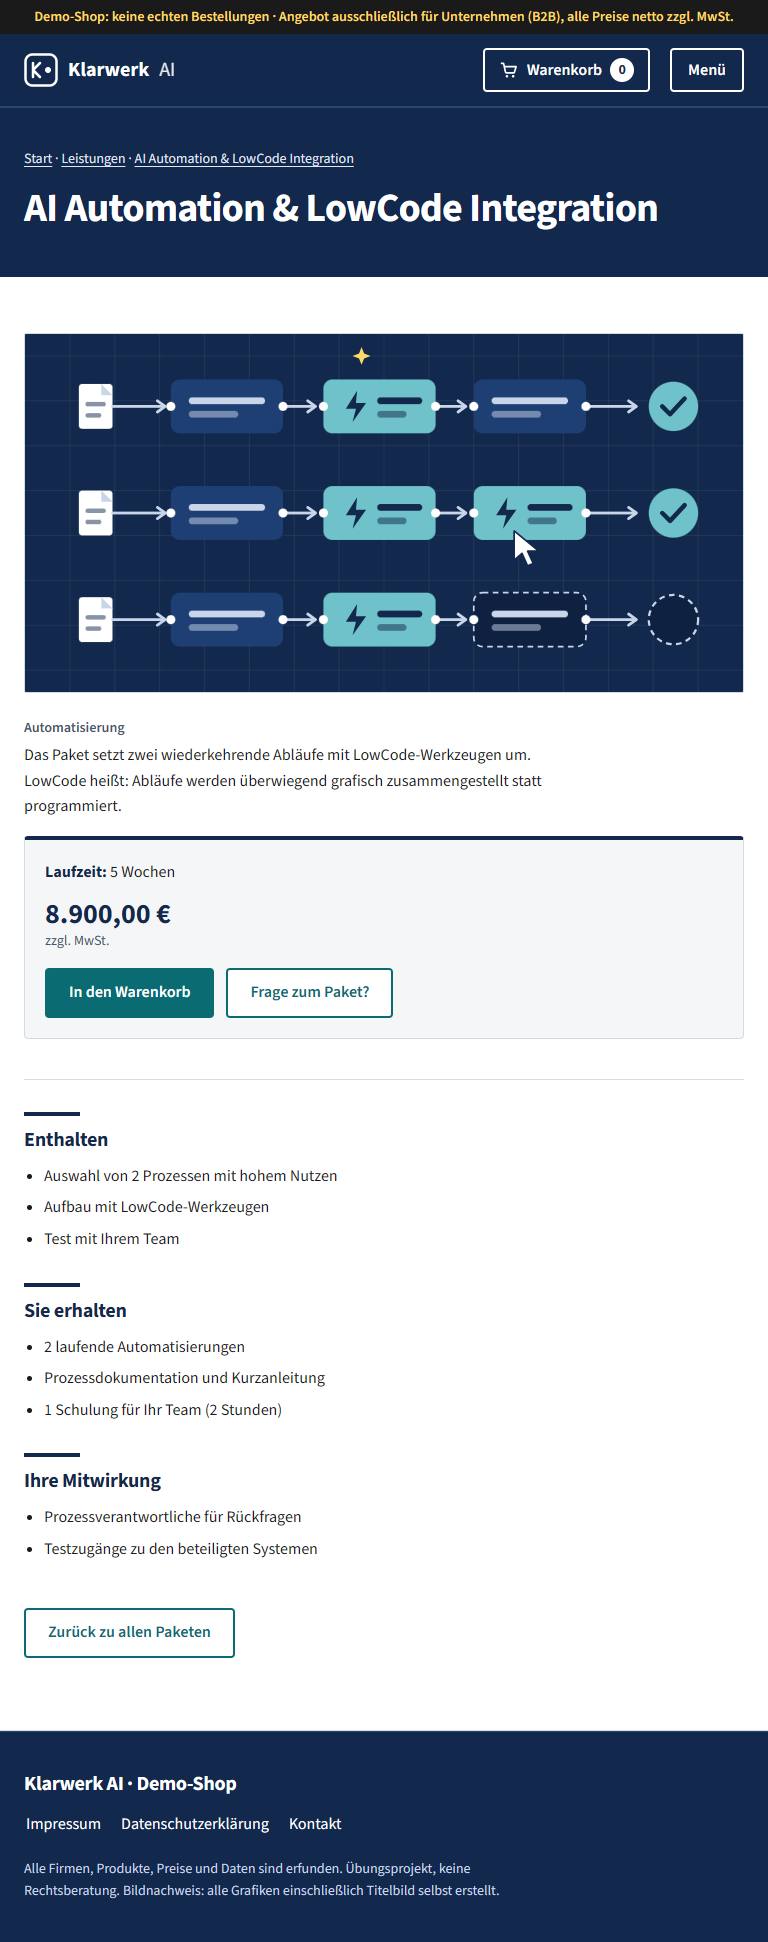 Demo-Shop: keine echten Bestellungen · Angebot ausschließlich für Unternehmen (B2B), alle Preise netto zzgl. MwSt.
Klarwerk AI
Warenkorb 0
Menü
Start · Leistungen · AI Automation & LowCode Integration
AI Automation & LowCode Integration
Automatisierung
Das Paket setzt zwei wiederkehrende Abläufe mit LowCode-Werkzeugen um.
LowCode heißt: Abläufe werden überwiegend grafisch zusammengestellt statt
programmiert.
Laufzeit: 5 Wochen
8.900,00 €
zzgl. MwSt.
In den Warenkorb
Frage zum Paket?
Enthalten
• Auswahl von 2 Prozessen mit hohem Nutzen
• Aufbau mit LowCode-Werkzeugen
• Test mit Ihrem Team
Sie erhalten
• 2 laufende Automatisierungen
• Prozessdokumentation und Kurzanleitung
• 1 Schulung für Ihr Team (2 Stunden)
Ihre Mitwirkung
• Prozessverantwortliche für Rückfragen
• Testzugänge zu den beteiligten Systemen
Zurück zu allen Paketen
Klarwerk AI · Demo-Shop
Impressum Datenschutzerklärung Kontakt
Alle Firmen, Produkte, Preise und Daten sind erfunden. Übungsprojekt, keine
Rechtsberatung. Bildnachweis: alle Grafiken einschließlich Titelbild selbst erstellt.